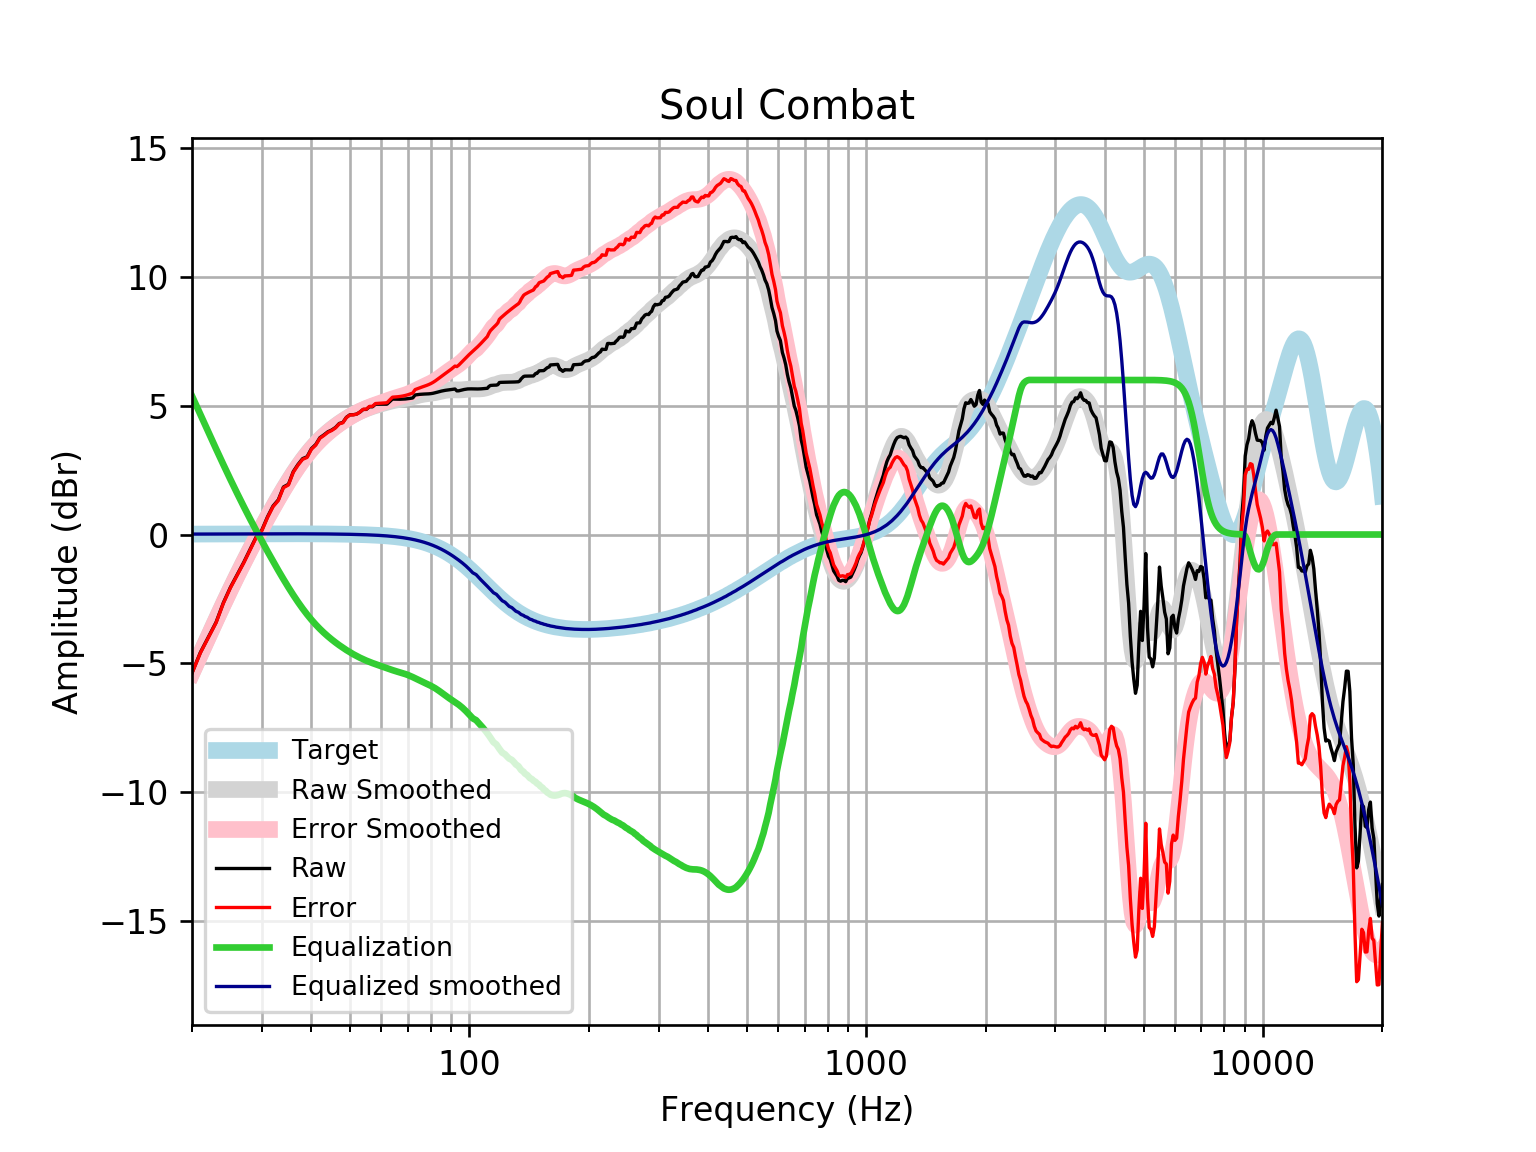 Soul Combat
Amplitude (dBr)
15
10
5
0
−5
−10
−15
Target
Raw Smoothed
Error Smoothed
Raw
Error
Equalization
Equalized smoothed
100
1000
10000
Frequency (Hz)